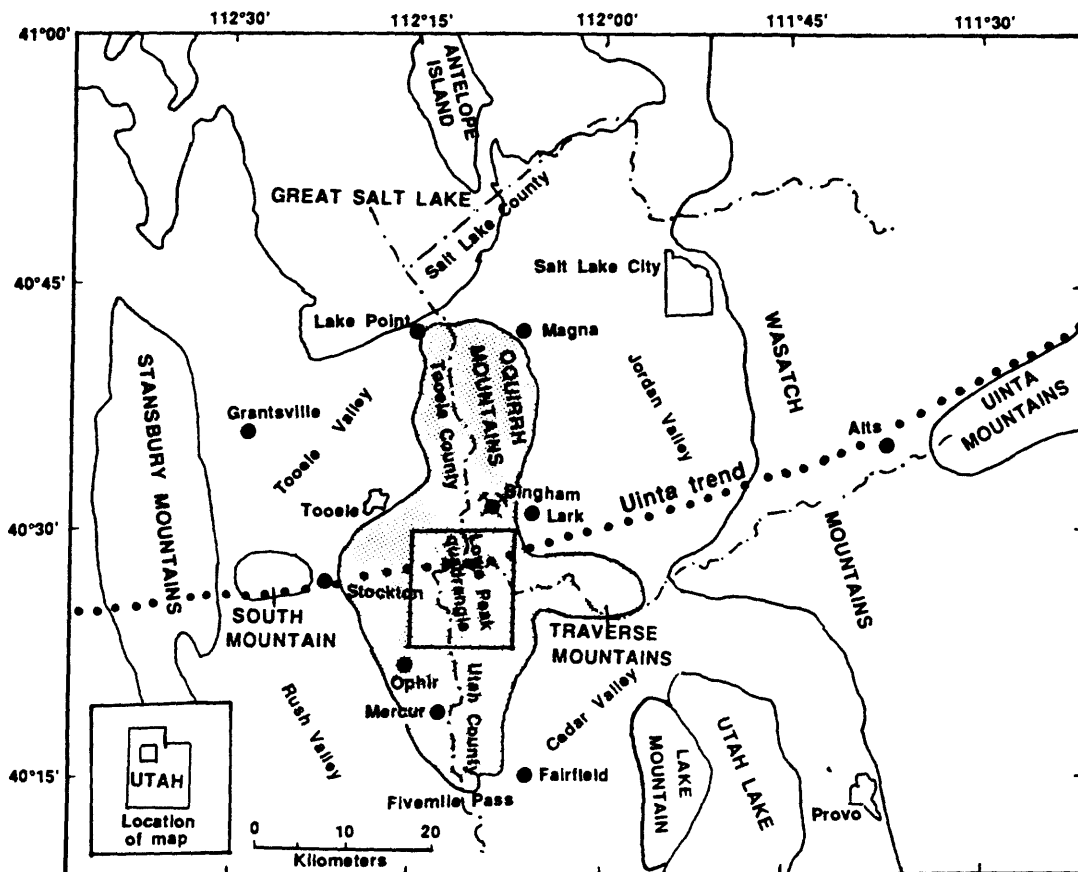 112°30' 112°15' 112°00' 111°45' 111°30'
41°00'
ANTELOPE
ISLAND
GREAT SALT LAKE
Salt Lake County
40°45'
Salt Lake City
Lake Point
Magna
STANSBURY MOUNTAINS
OQUIRRH
MOUNTAINS
Tooele County
Jordan Valley
WASATCH
UINTA
MOUNTAINS
Grantsville
Tooele Valley
Alta
Uinta trend
Tooele
Bingham
Lark
40°30'
Lowe Peak
quadrangle
MOUNTAINS
Stockton
SOUTH
MOUNTAIN
TRAVERSE
MOUNTAINS
Ophir
Mercur
Utah County
Rush Valley
Cedar Valley
LAKE
MOUNTAIN
UTAH LAKE
40°15'
Fairfield
Fivemile Pass
Provo
UTAH
Location
of map
0 10 20
Kilometers